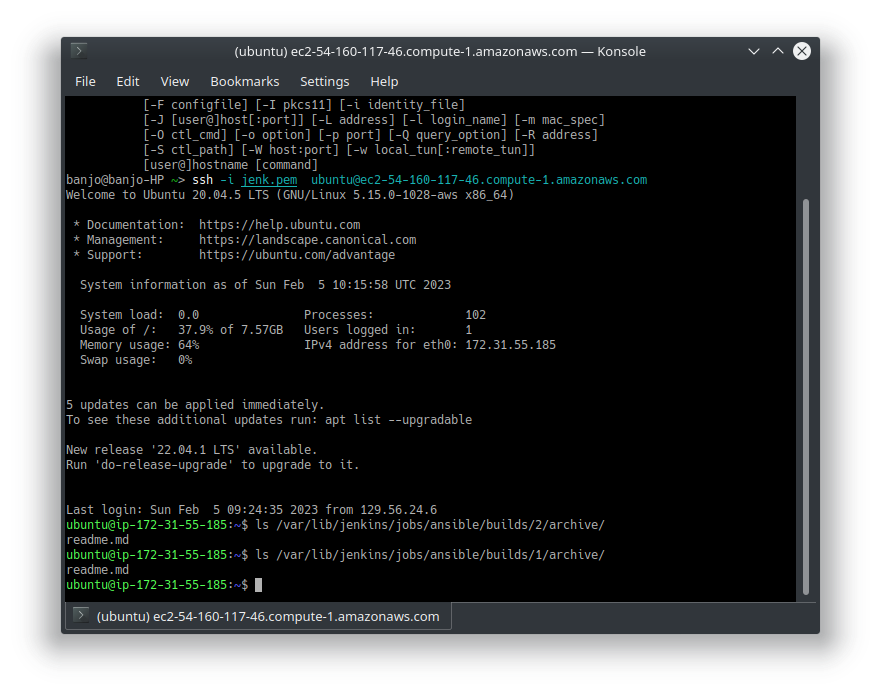 (ubuntu) ec2-54-160-117-46.compute-1.amazonaws.com — Konsole
File Edit View Bookmarks Settings Help
[-F configfile] [-I pkcs11] [-i identity_file]
[-J [user@]host[:port]] [-L address] [-l login_name] [-m mac_spec]
[-O ctl_cmd] [-o option] [-p port] [-Q query_option] [-R address]
[-S ctl_path] [-W host:port] [-w local_tun[:remote_tun]]
[user@]hostname [command]
banjo@banjo-HP ~> ssh -i jenk.pem  ubuntu@ec2-54-160-117-46.compute-1.amazonaws.com
Welcome to Ubuntu 20.04.5 LTS (GNU/Linux 5.15.0-1028-aws x86_64)
* Documentation:  https://help.ubuntu.com
* Management:     https://landscape.canonical.com
* Support:        https://ubuntu.com/advantage
System information as of Sun Feb  5 10:15:58 UTC 2023
System load:  0.0               Processes:             102
Usage of /:   37.9% of 7.57GB   Users logged in:       1
Memory usage: 64%               IPv4 address for eth0: 172.31.55.185
Swap usage:   0%
5 updates can be applied immediately.
To see these additional updates run: apt list --upgradable
New release '22.04.1 LTS' available.
Run 'do-release-upgrade' to upgrade to it.
Last login: Sun Feb  5 09:24:35 2023 from 129.56.24.6
ubuntu@ip-172-31-55-185:~$ ls /var/lib/jenkins/jobs/ansible/builds/2/archive/
readme.md
ubuntu@ip-172-31-55-185:~$ ls /var/lib/jenkins/jobs/ansible/builds/1/archive/
readme.md
ubuntu@ip-172-31-55-185:~$
(ubuntu) ec2-54-160-117-46.compute-1.amazonaws.com